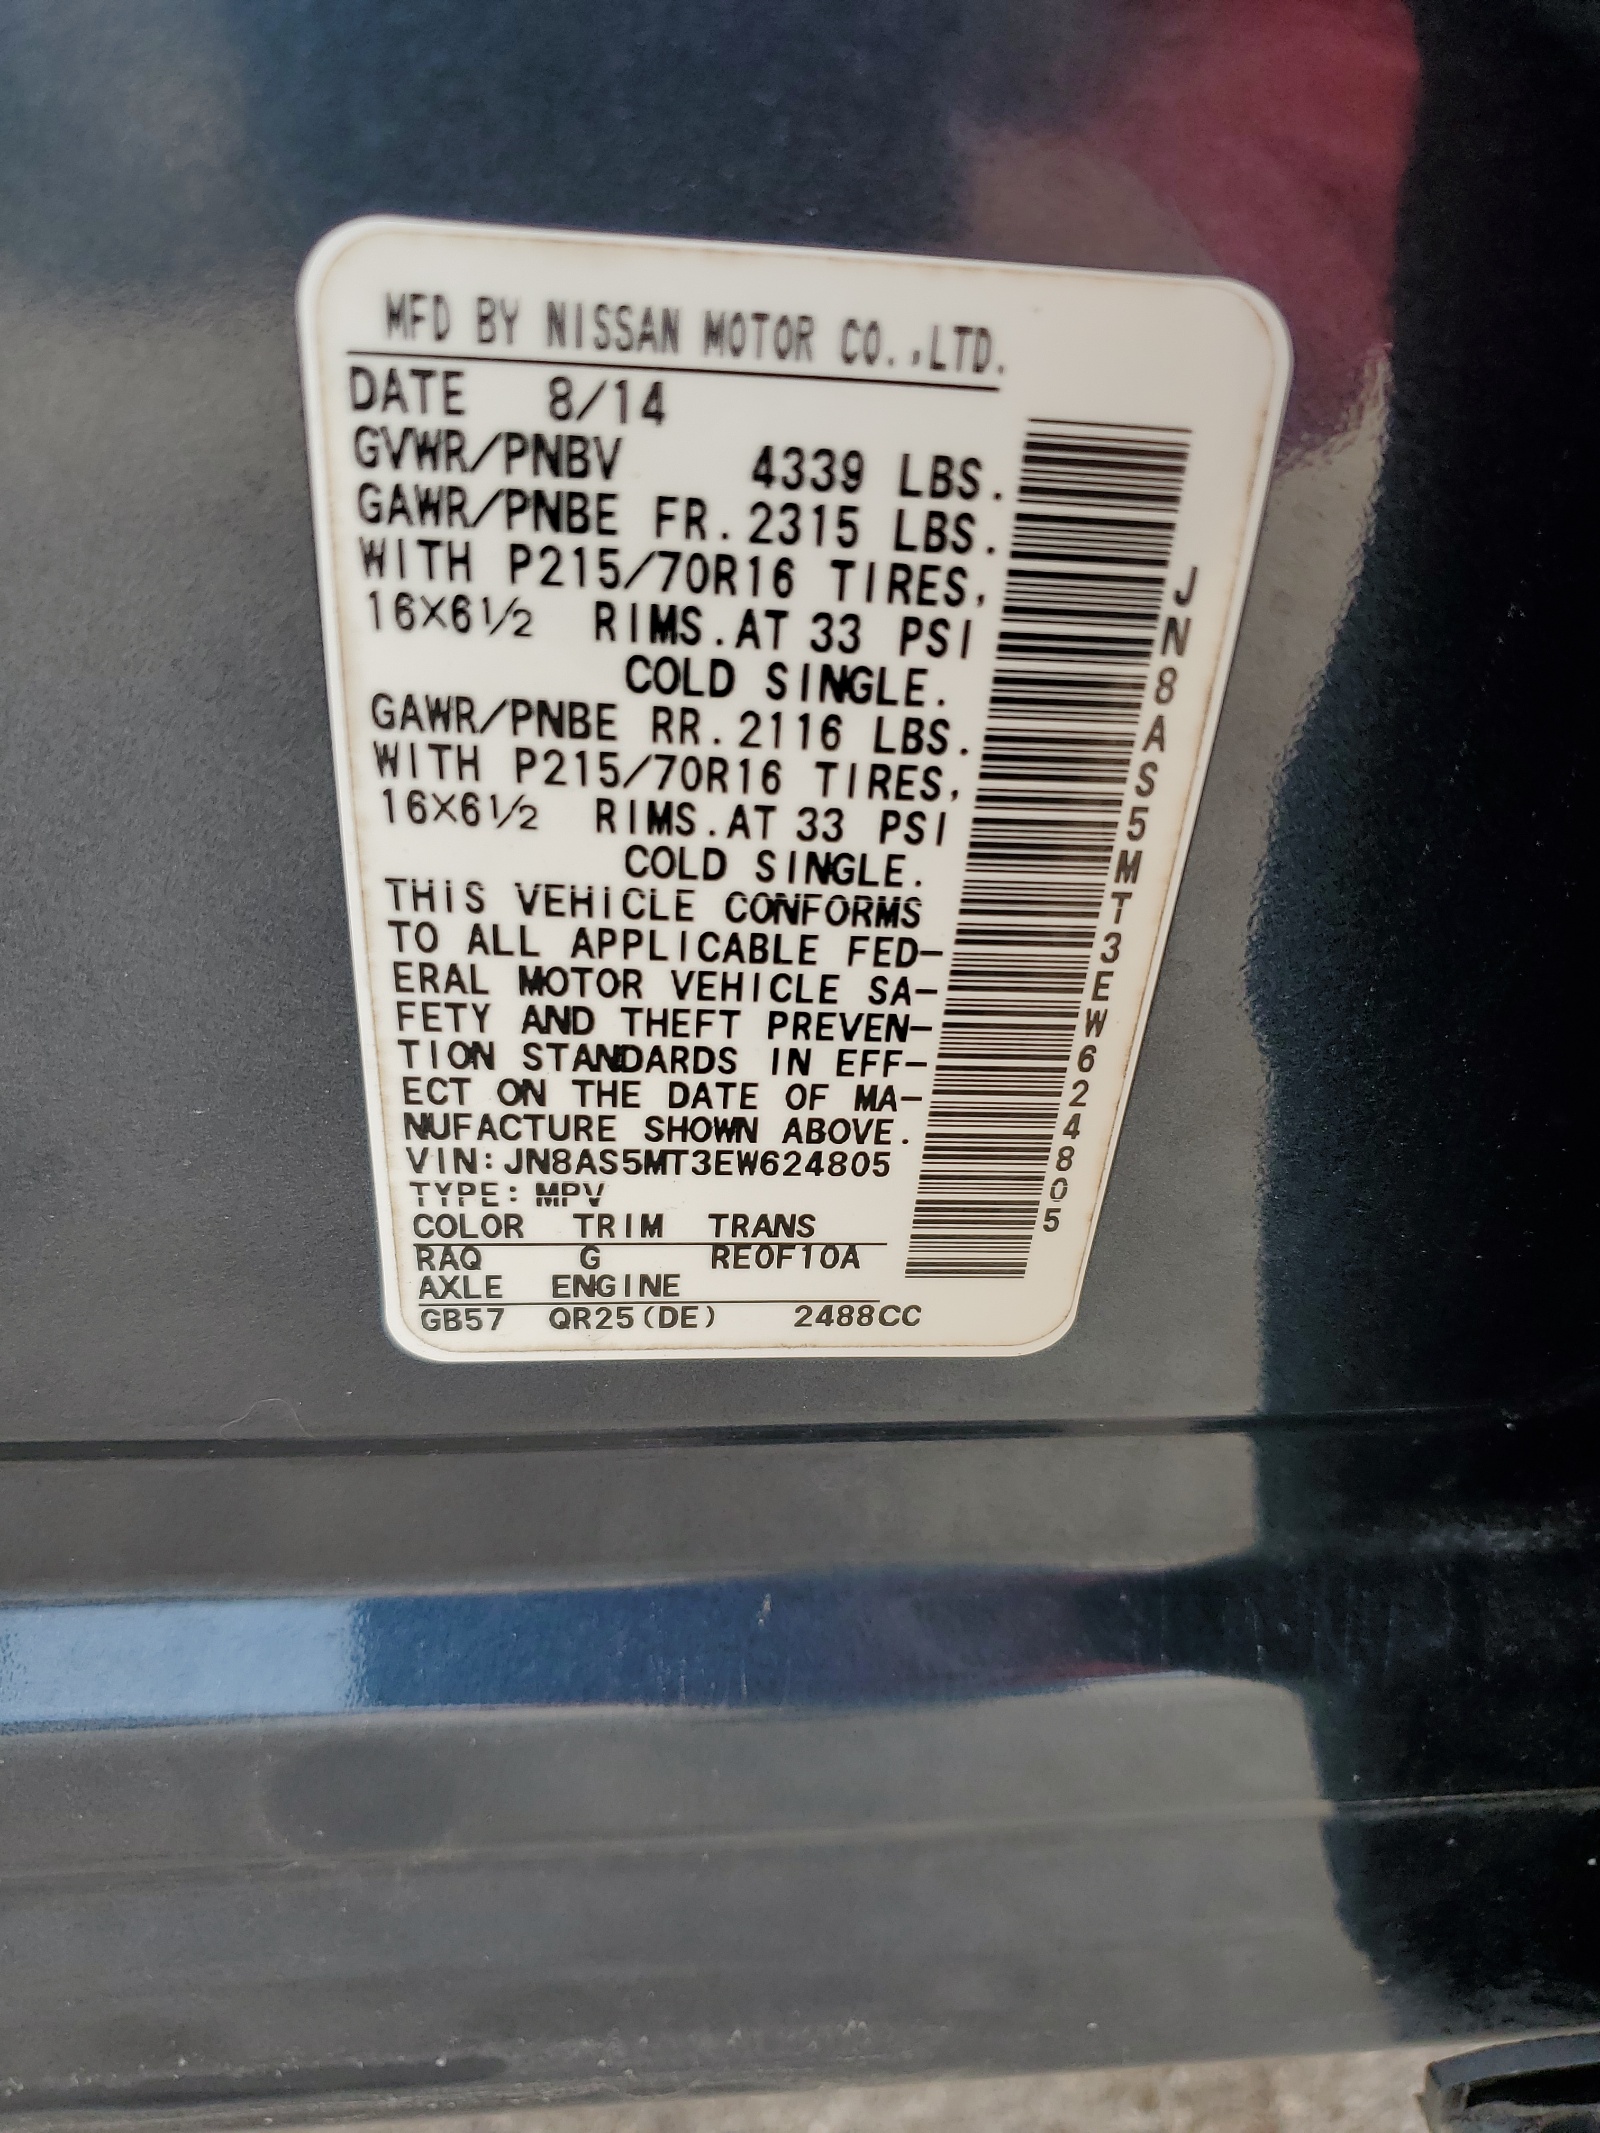 MFD BY NISSAN MOTOR CO.,LTD.
DATE 8/14
GVWR/PNBV 4339 LBS.
GAWR/PNBE FR. 2315 LBS.
WITH P215/70R16 TIRES,
16X6½ RIMS. AT 33 PSI
COLD SINGLE.
GAWR/PNBE RR. 2116 LBS.
WITH P215/70R16 TIRES,
16X6½ RIMS. AT 33 PSI
COLD SINGLE.
THIS VEHICLE CONFORMS
TO ALL APPLICABLE FED-
ERAL MOTOR VEHICLE SA-
FETY AND THEFT PREVEN-
TION STANDARDS IN EFF-
ECT ON THE DATE OF MA-
NUFACTURE SHOWN ABOVE.
VIN: JN8AS5MT3EW624805
TYPE: MPV
COLOR TRIM TRANS
RAQ G RE0F10A
AXLE ENGINE
GB57 QR25(DE) 2488CC
JN8AS5MT3EW624805